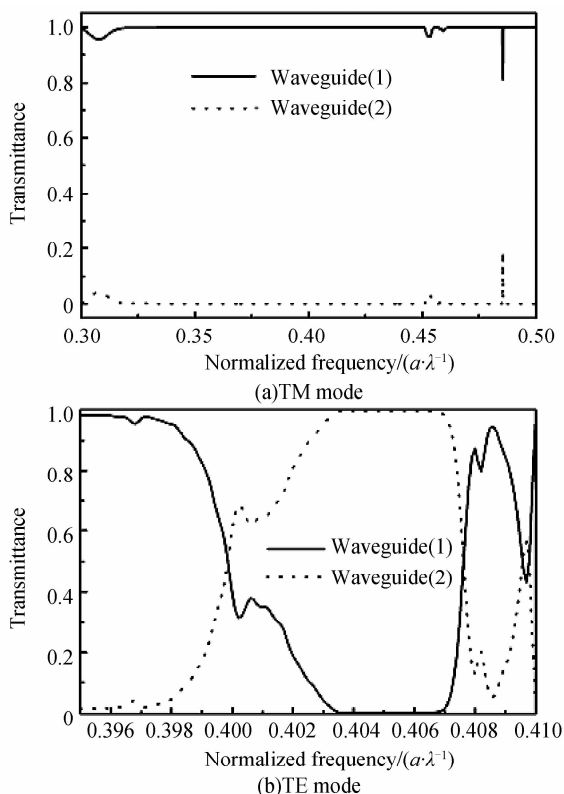 1.0
0.8
0.6
0.4
0.2
0
Transmittance
Waveguide(1)
Waveguide(2)
0.30 0.35 0.40 0.45 0.50
Normalized frequency/(a·λ⁻¹)
(a)TM mode
1.0
0.8
0.6
0.4
0.2
0
Transmittance
Waveguide(1)
Waveguide(2)
0.396 0.398 0.400 0.402 0.404 0.406 0.408 0.410
Normalized frequency/(a·λ⁻¹)
(b)TE mode